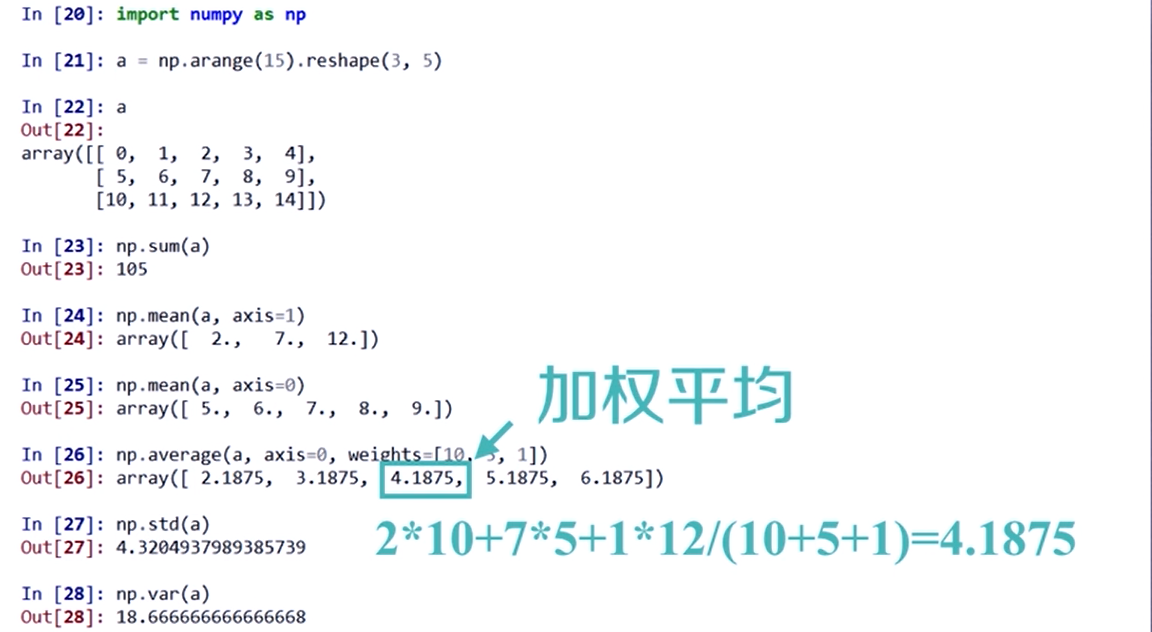 In [20]: import numpy as np
In [21]: a = np.arange(15).reshape(3, 5)
In [22]: a
Out[22]:
array([[ 0,  1,  2,  3,  4],
       [ 5,  6,  7,  8,  9],
       [10, 11, 12, 13, 14]])
In [23]: np.sum(a)
Out[23]: 105
In [24]: np.mean(a, axis=1)
Out[24]: array([  2.,   7.,  12.])
In [25]: np.mean(a, axis=0)
Out[25]: array([ 5.,  6.,  7.,  8.,  9.])
加权平均
In [26]: np.average(a, axis=0, weights=[10, 5, 1])
Out[26]: array([ 2.1875,  3.1875,  4.1875,  5.1875,  6.1875])
In [27]: np.std(a)
Out[27]: 4.3204937989385739
2*10+7*5+1*12/(10+5+1)=4.1875
In [28]: np.var(a)
Out[28]: 18.666666666666668